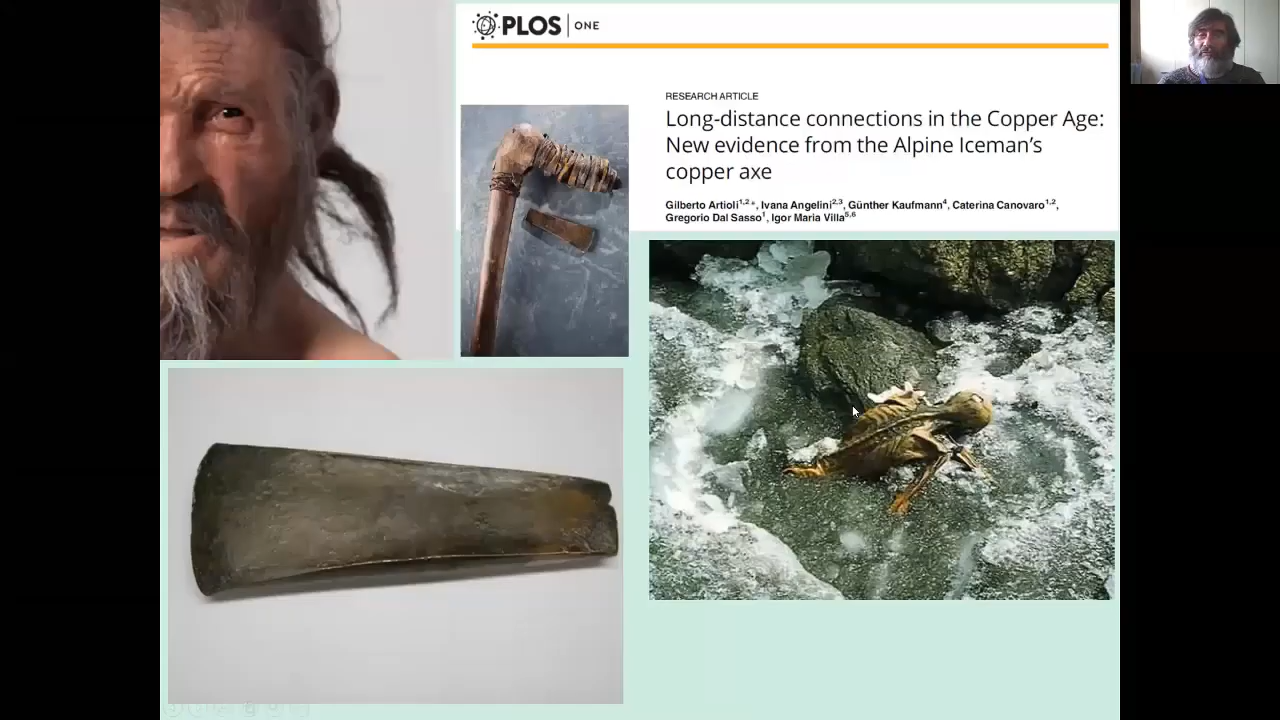 PLOS | ONE
RESEARCH ARTICLE
Long-distance connections in the Copper Age:
New evidence from the Alpine Iceman's
copper axe
Gilberto Artioli1,2*, Ivana Angelini2,3, Günther Kaufmann4, Caterina Canovaro1,2,
Gregorio Dal Sasso1, Igor Maria Villa5,6